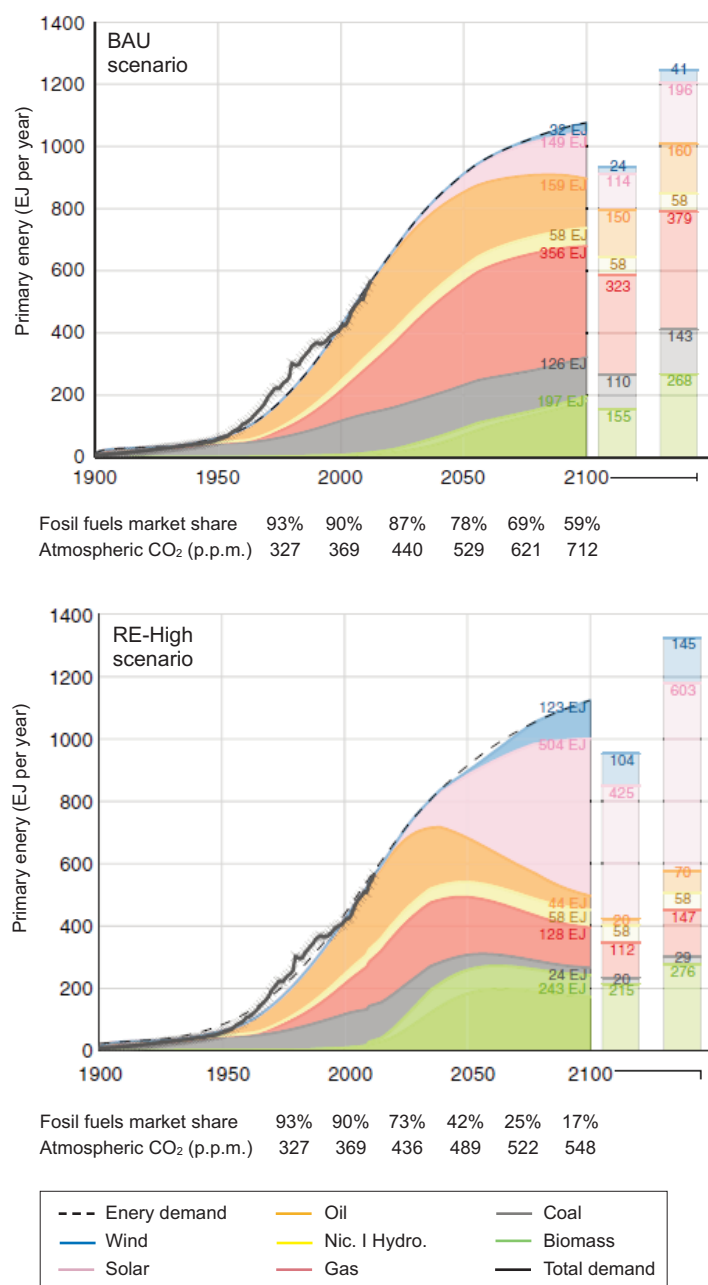 1400
BAU
scenario
1200
1000
800
600
400
200
0
Primary enery (EJ per year)
32 EJ
149 EJ
159 EJ
58 EJ
356 EJ
126 EJ
197 EJ
24
114
150
58
323
110
155
41
196
160
58
379
143
268
1900 1950 2000 2050 2100
Fosil fuels market share 93% 90% 87% 78% 69% 59%
Atmospheric CO₂ (p.p.m.) 327 369 440 529 621 712
1400
RE-High
scenario
1200
1000
800
600
400
200
0
Primary enery (EJ per year)
123 EJ
504 EJ
44 EJ
58 EJ
128 EJ
24 EJ
243 EJ
104
425
20
58
112
20
215
145
603
70
58
147
29
276
1900 1950 2000 2050 2100
Fosil fuels market share 93% 90% 73% 42% 25% 17%
Atmospheric CO₂ (p.p.m.) 327 369 436 489 522 548
Enery demand Oil Coal
Wind Nic. I Hydro. Biomass
Solar Gas Total demand